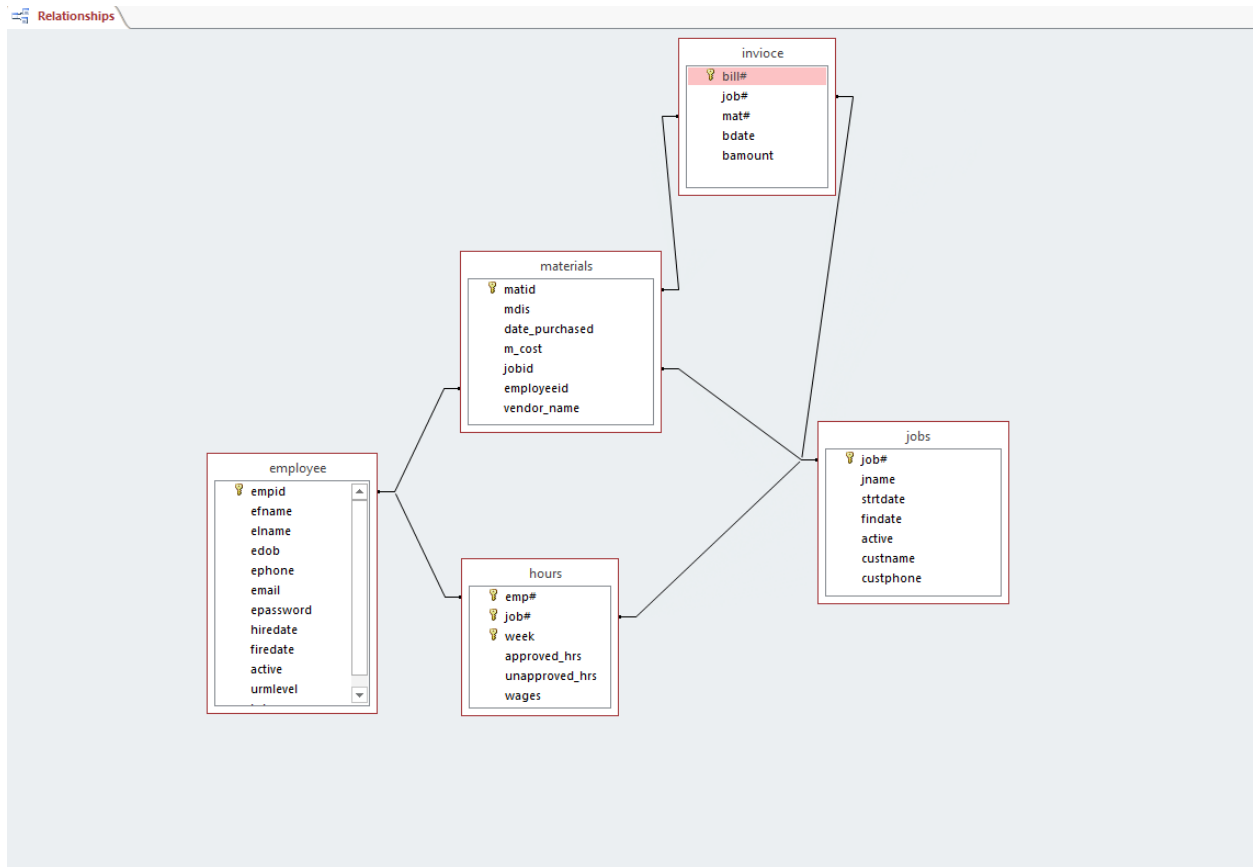 Relationships
invioce
bill#
job#
mat#
bdate
bamount
materials
matid
mdis
date_purchased
m_cost
jobid
employeeid
vendor_name
employee
empid
efname
elname
edob
ephone
email
epassword
hiredate
firedate
active
urmlevel
hours
emp#
job#
week
approved_hrs
unapproved_hrs
wages
jobs
job#
jname
strtdate
findate
active
custname
custphone